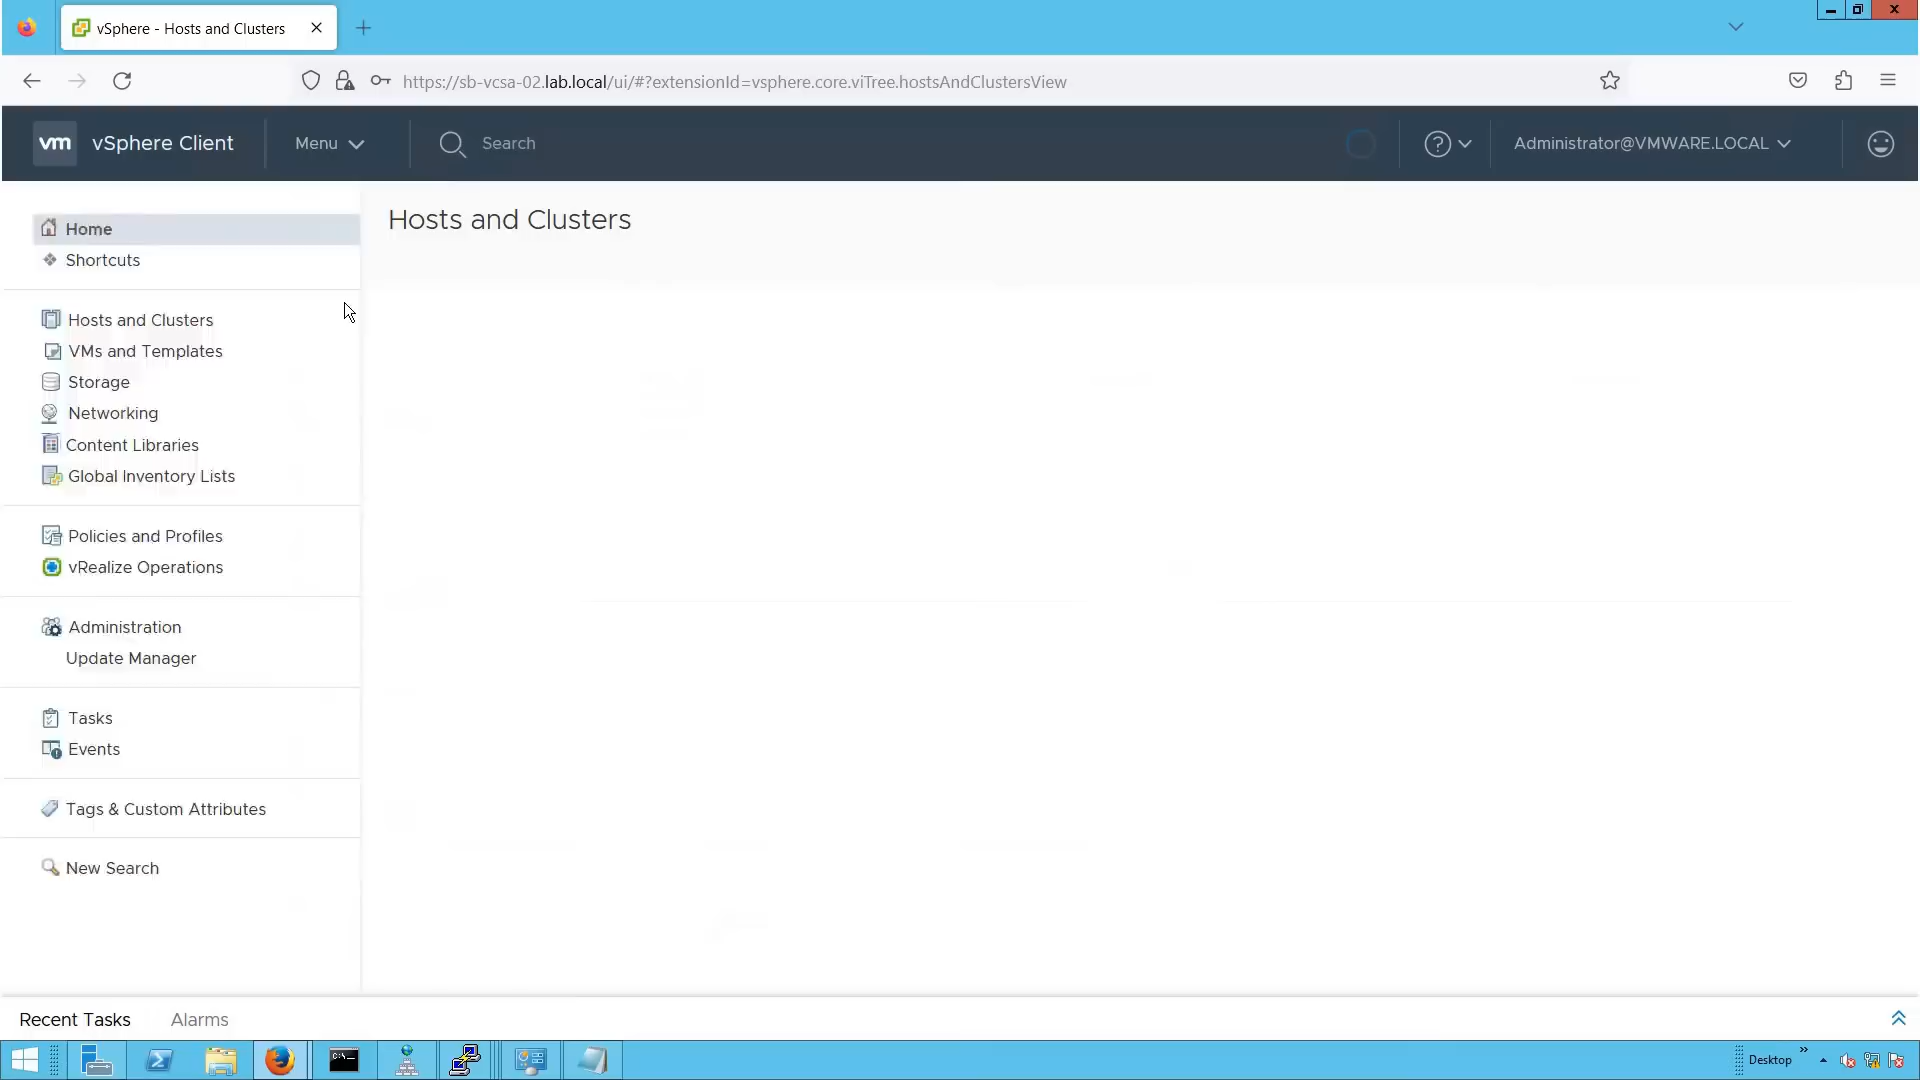 vSphere - Hosts and Clusters
https://sb-vcsa-02.lab.local/ui/#?extensionId=vsphere.core.viTree.hostsAndClustersView
vm vSphere Client Menu Search ? Administrator@VMWARE.LOCAL
Home
Hosts and Clusters
Shortcuts
Hosts and Clusters
VMs and Templates
Storage
Networking
Content Libraries
Global Inventory Lists
Policies and Profiles
vRealize Operations
Administration
Update Manager
Tasks
Events
Tags & Custom Attributes
New Search
Recent Tasks Alarms
Desktop